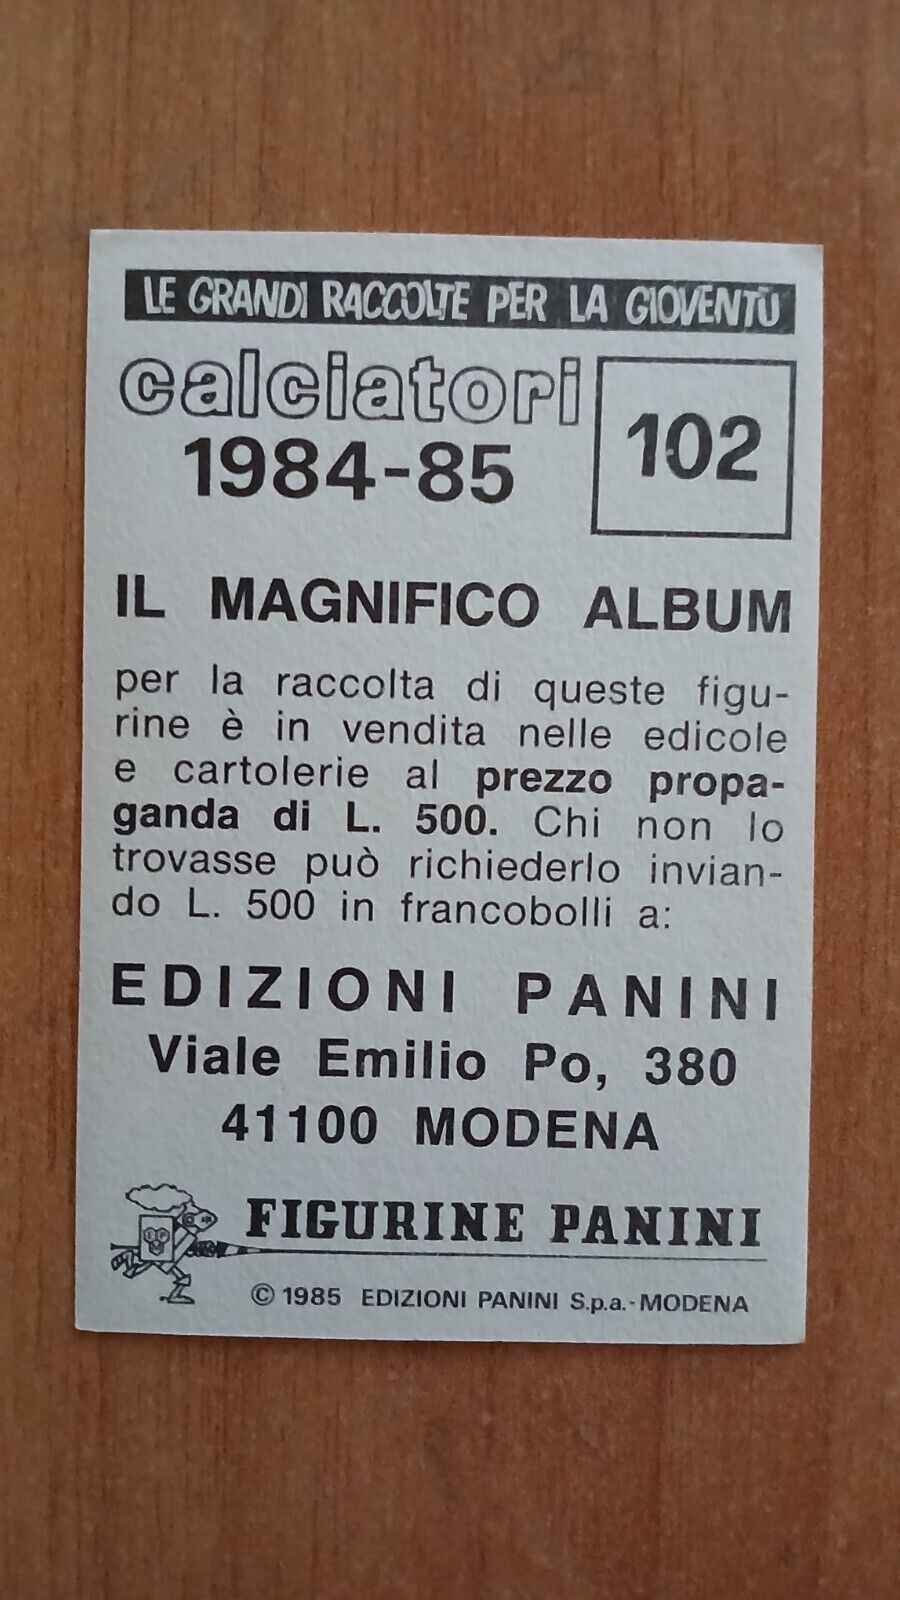 LE GRANDI RACCOLTE PER LA GIOVENTÙ
calciatori
1984-85
102
IL MAGNIFICO ALBUM
per la raccolta di queste figu-
rine è in vendita nelle edicole
e cartolerie al prezzo propa-
ganda di L. 500. Chi non lo
trovasse può richiederlo invian-
do L. 500 in francobolli a:
EDIZIONI PANINI
Viale Emilio Po, 380
41100 MODENA
FIGURINE PANINI
© 1985 EDIZIONI PANINI S.p.a.-MODENA